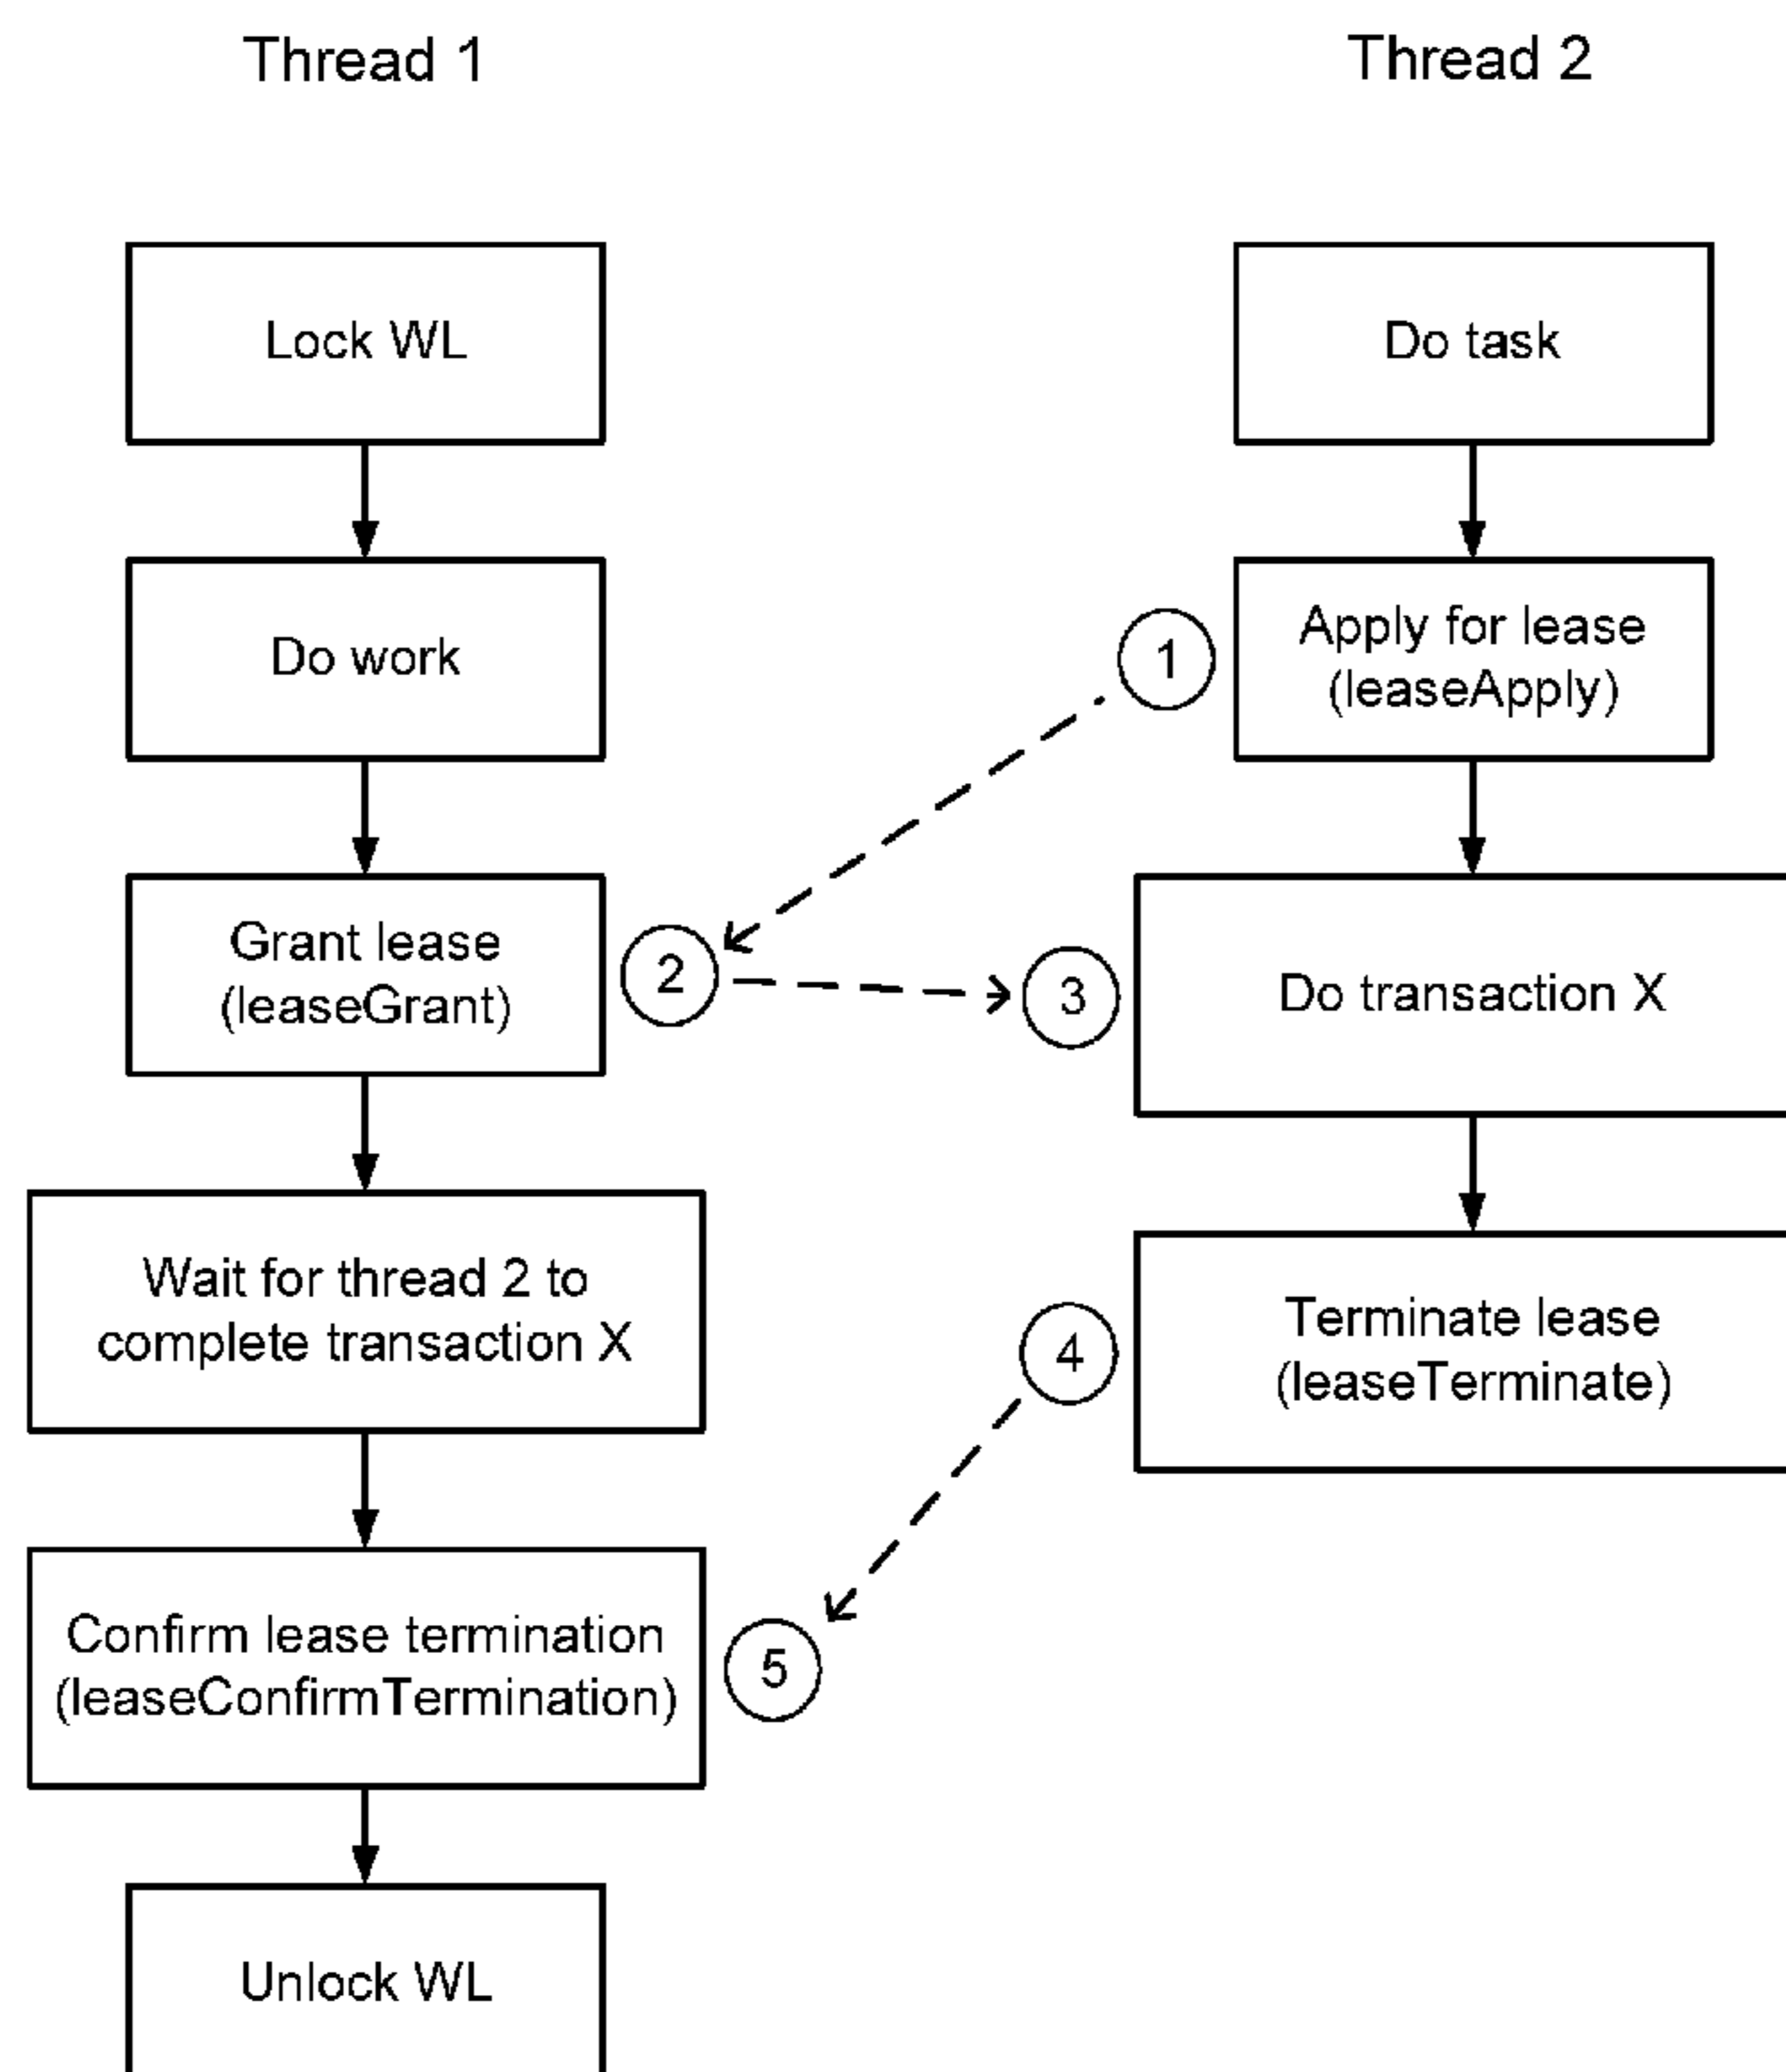 Thread 1
Thread 2
Lock WL
Do task
Do work
Apply for lease
(leaseApply)
1
Grant lease
(leaseGrant)
2
3
Do transaction X
Wait for thread 2 to
complete transaction X
4
Terminate lease
(leaseTerminate)
Confirm lease termination
(leaseConfirmTermination)
5
Unlock WL